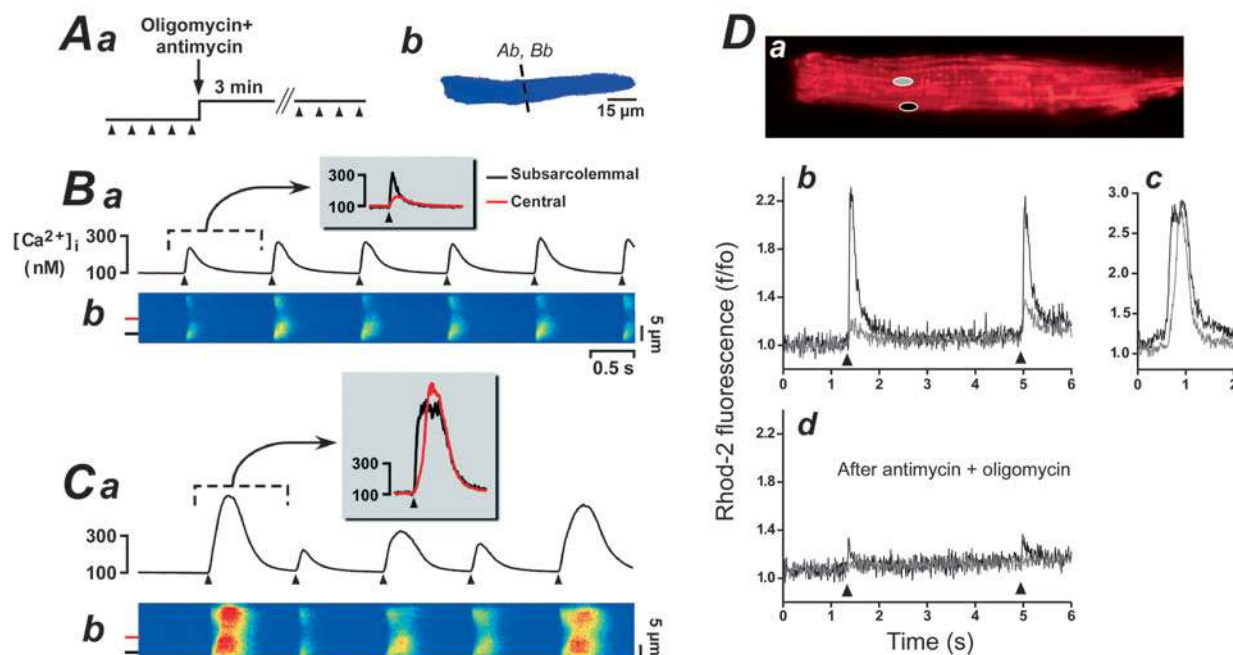 A a
Oligomycin+
antimycin
3 min
b
Ab, Bb
15 µm
B a
300
100
Subsarcolemmal
Central
[Ca²⁺]i
(nM)
300
100
b
5 µm
0.5 s
C a
300
100
300
100
b
5 µm
D
a
Rhod-2 fluorescence (f/fo)
b
2.2
1.8
1.4
1.0
0 1 2 3 4 5 6
c
3.0
2.5
2.0
1.5
1.0
0 1 2
d
After antimycin + oligomycin
2.2
1.8
1.4
1.0
0 1 2 3 4 5 6
Time (s)